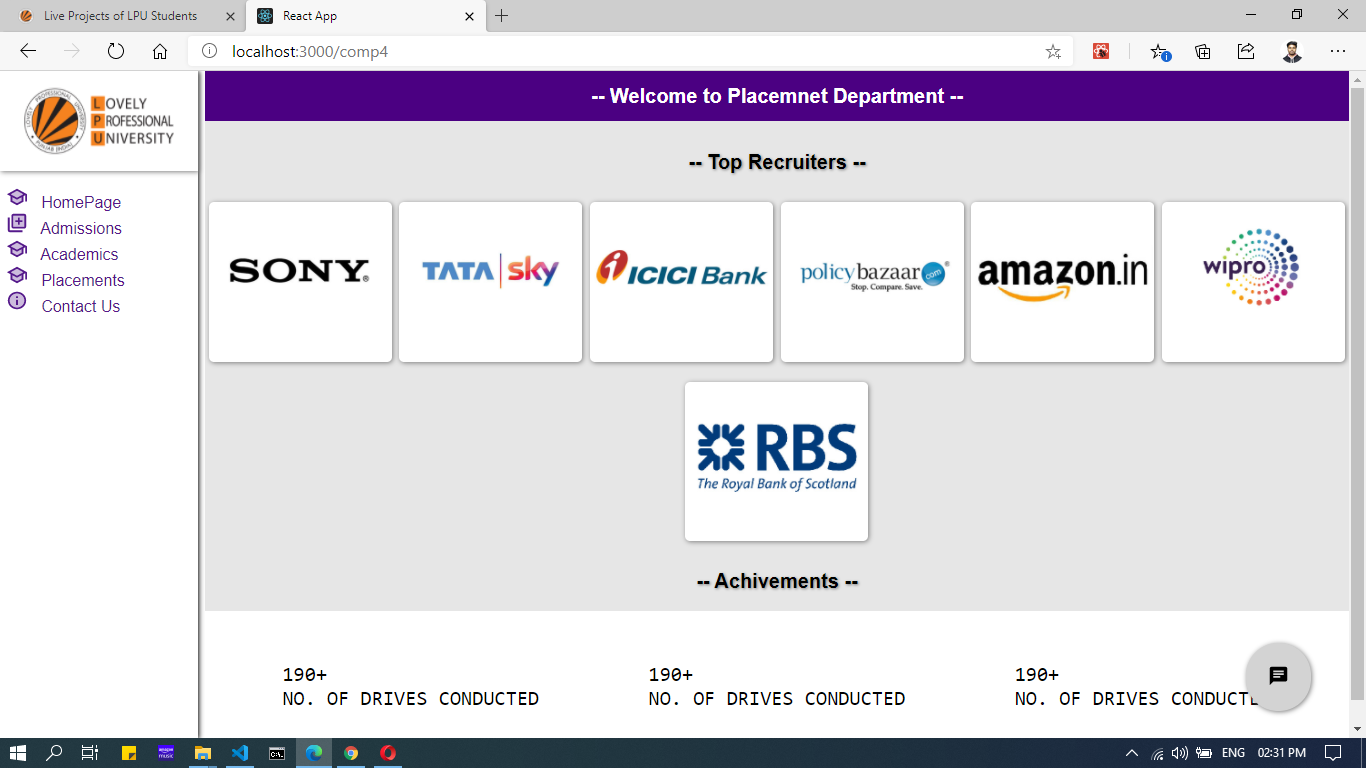 Live Projects of LPU Students
React App
localhost:3000/comp4
LOVELY
PROFESSIONAL
UNIVERSITY
-- Welcome to Placemnet Department --
-- Top Recruiters --
HomePage
Admissions
Academics
Placements
Contact Us
SONY®
TATA sky
ICICI Bank
policybazaar.com®
Stop. Compare. Save.
amazon.in
wipro
RBS
The Royal Bank of Scotland
-- Achivements --
190+
NO. OF DRIVES CONDUCTED
190+
NO. OF DRIVES CONDUCTED
190+
NO. OF DRIVES CONDUCTE
ENG
02:31 PM